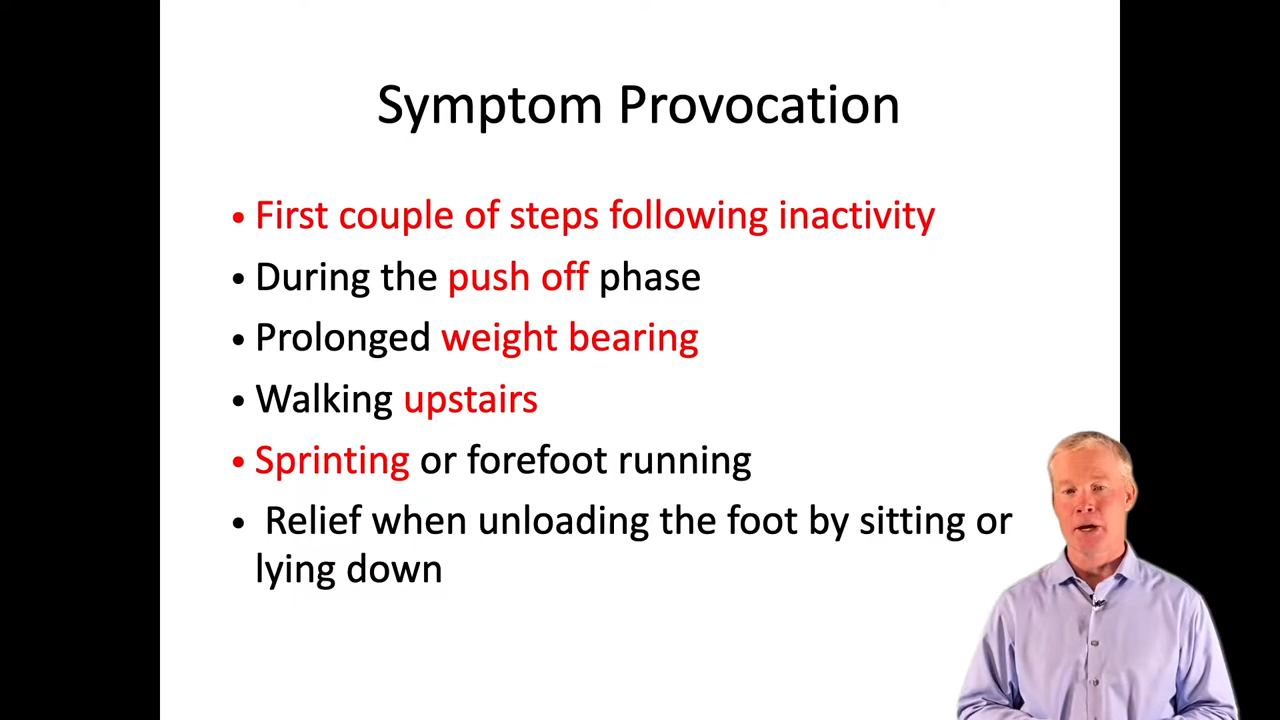 Symptom Provocation
• First couple of steps following inactivity
• During the push off phase
• Prolonged weight bearing
• Walking upstairs
• Sprinting or forefoot running
• Relief when unloading the foot by sitting or
lying down